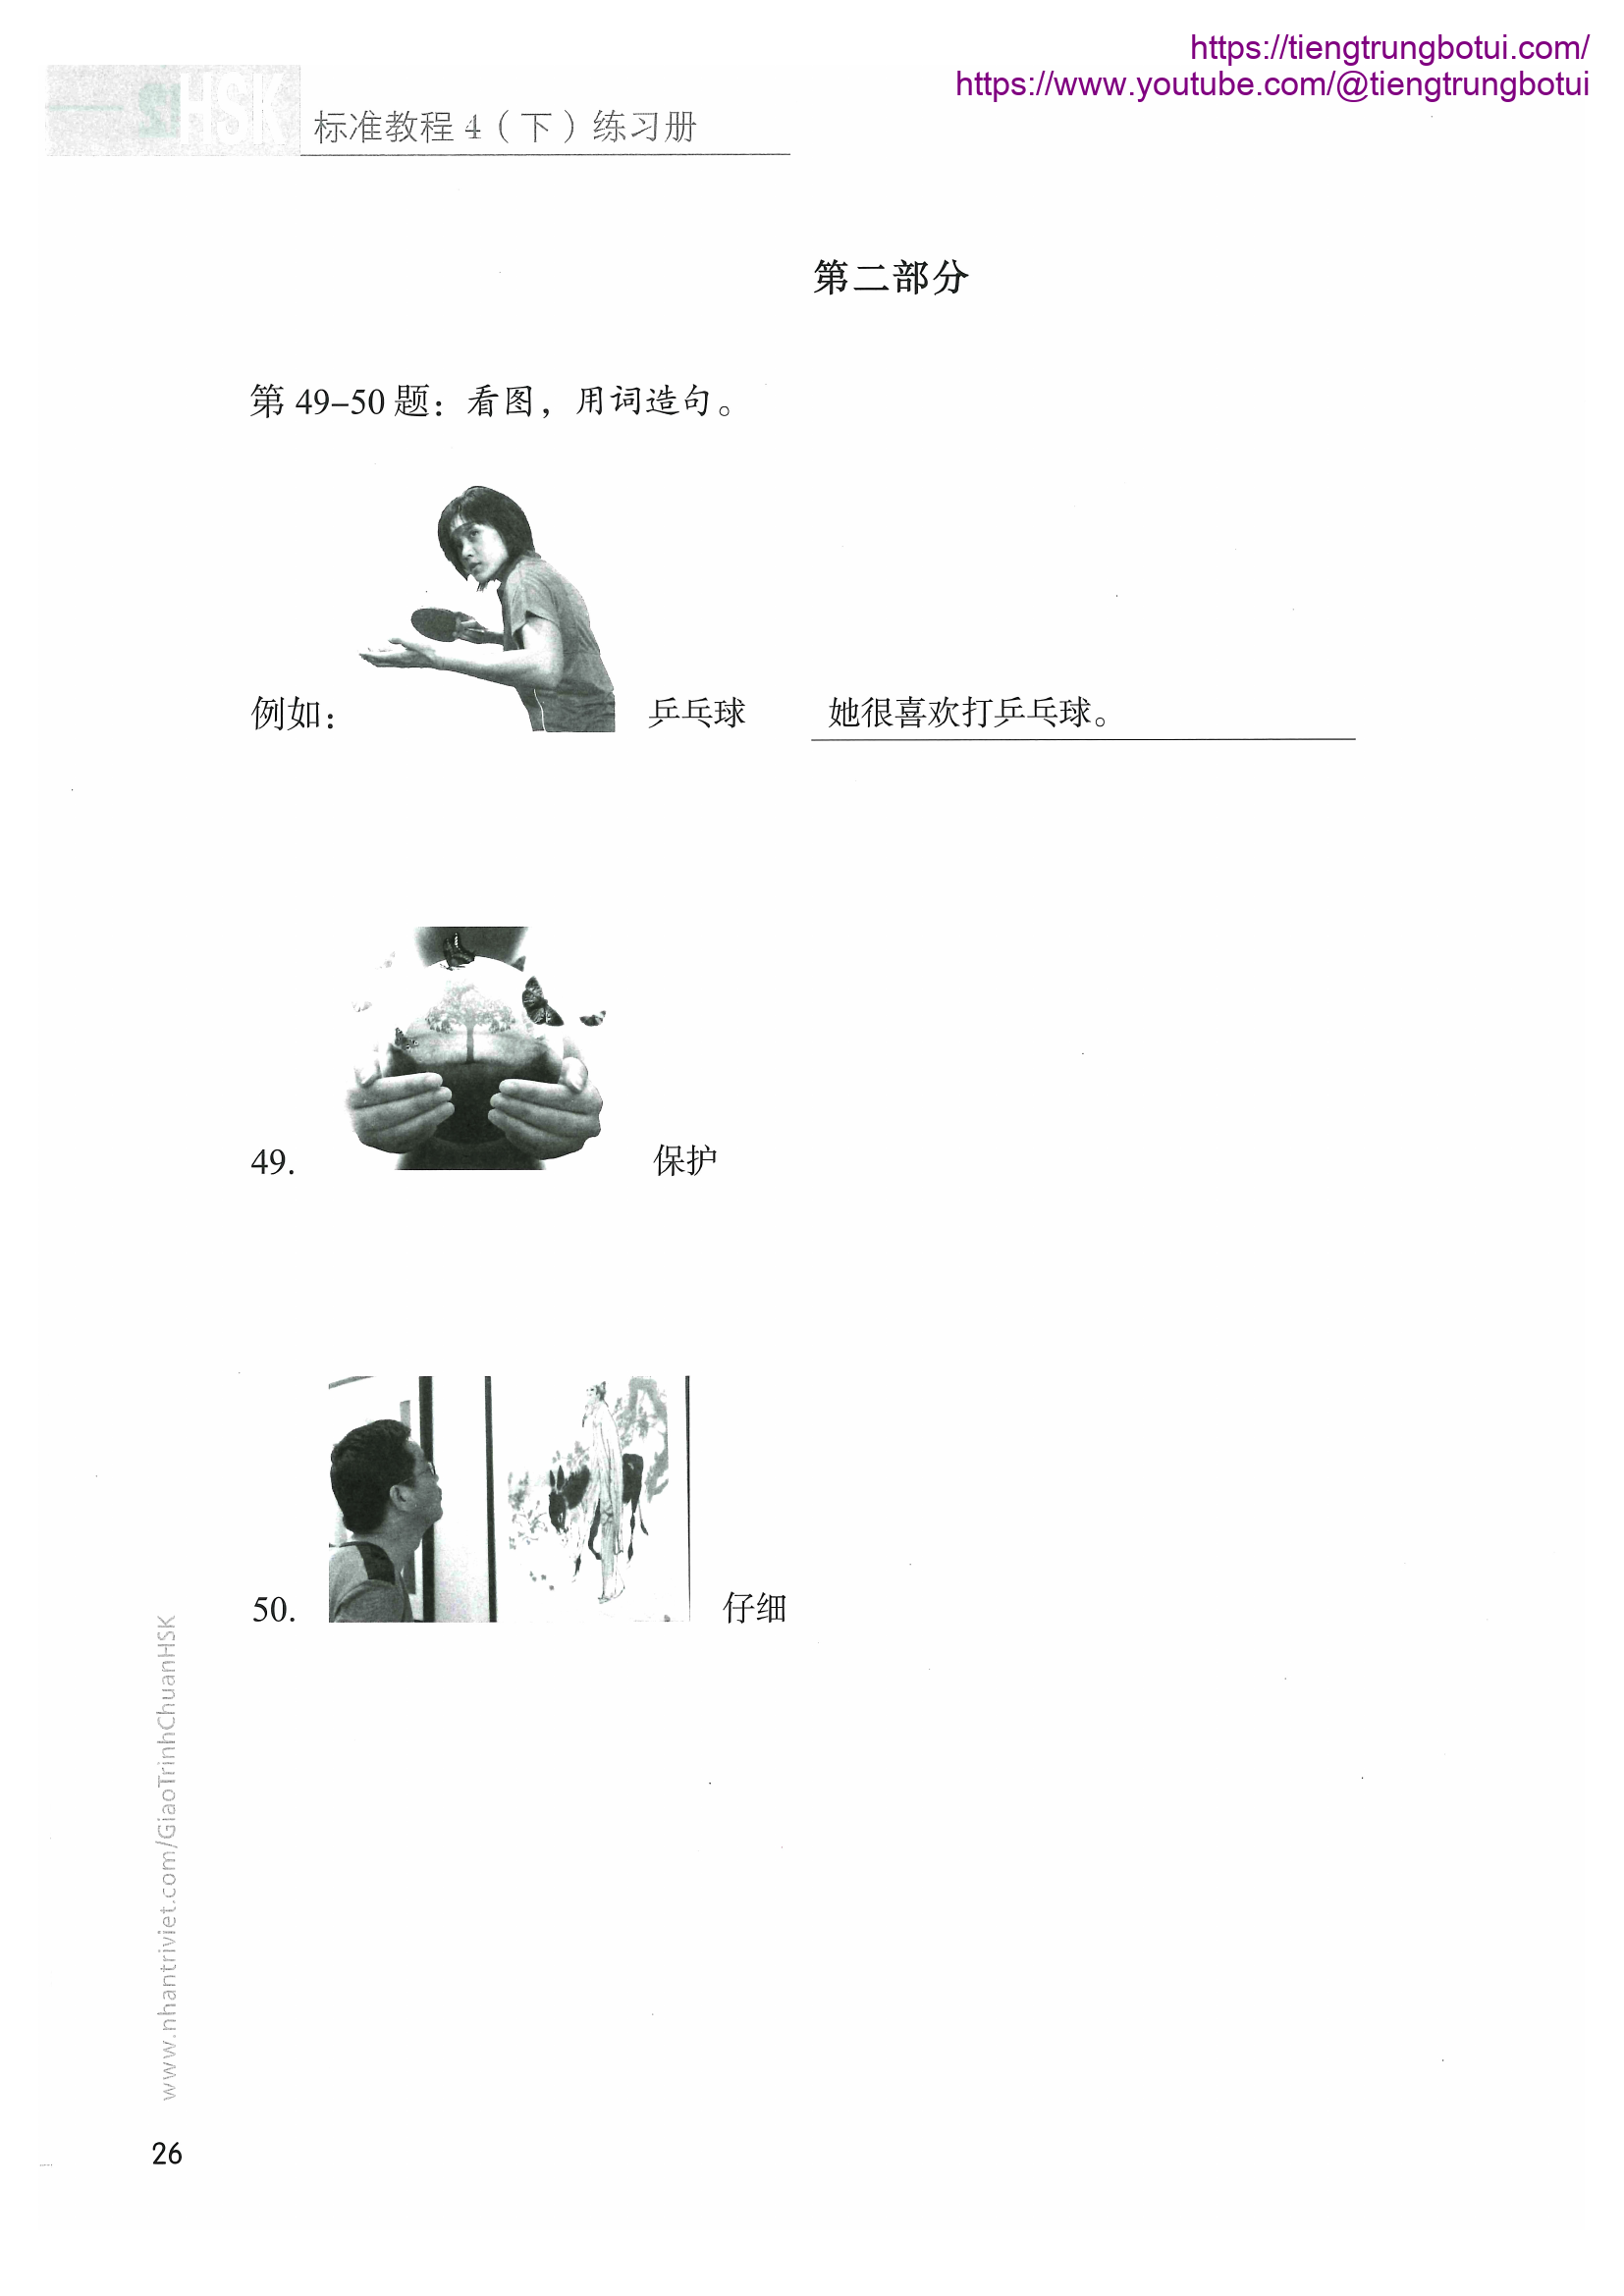 https://tiengtrungbotui.com/
https://www.youtube.com/@tiengtrungbotui
HSK 标准教程 4（下）练习册
第二部分
第 49–50 题：看图，用词造句。
例如： 乒乓球 她很喜欢打乒乓球。
49. 保护
50. 仔细
www.nhantriviet.com/GiaoTrinhChuanHSK
26